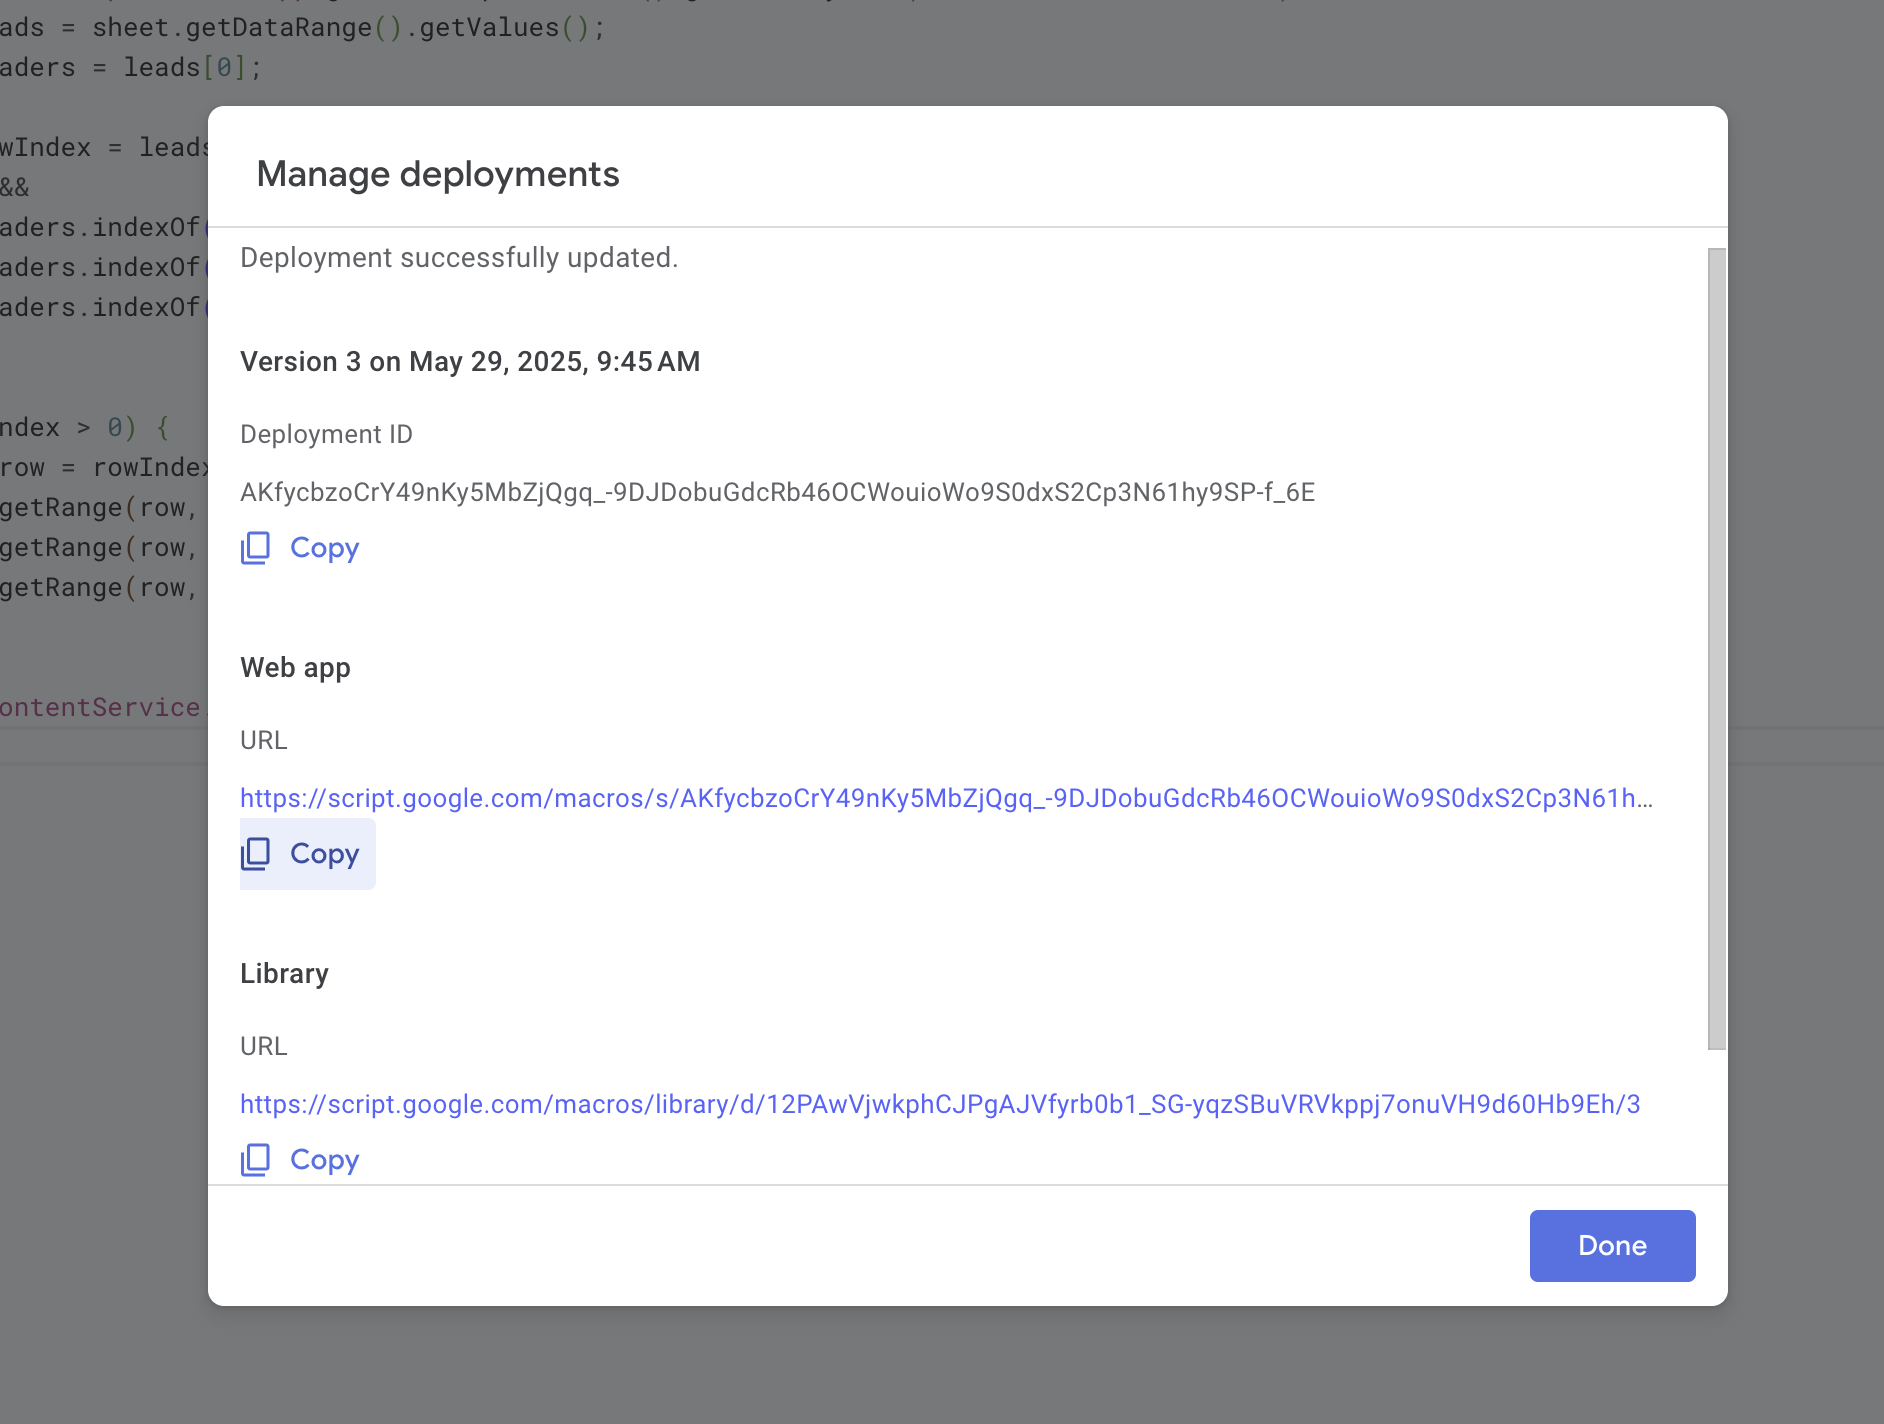 ads = sheet.getDataRange().getValues();
aders = leads[0];
wIndex = leads
&&
aders.indexOf(
aders.indexOf(
aders.indexOf(
ndex > 0) {
row = rowIndex
getRange(row,
getRange(row,
getRange(row,
ontentService.
Manage deployments
Deployment successfully updated.
Version 3 on May 29, 2025, 9:45 AM
Deployment ID
AKfycbzoCrY49nKy5MbZjQgq_-9DJDobuGdcRb46OCWouioWo9S0dxS2Cp3N61hy9SP-f_6E
Copy
Web app
URL
https://script.google.com/macros/s/AKfycbzoCrY49nKy5MbZjQgq_-9DJDobuGdcRb46OCWouioWo9S0dxS2Cp3N61h...
Copy
Library
URL
https://script.google.com/macros/library/d/12PAwVjwkphCJPgAJVfyrb0b1_SG-yqzSBuVRVkppj7onuVH9d60Hb9Eh/3
Copy
Done